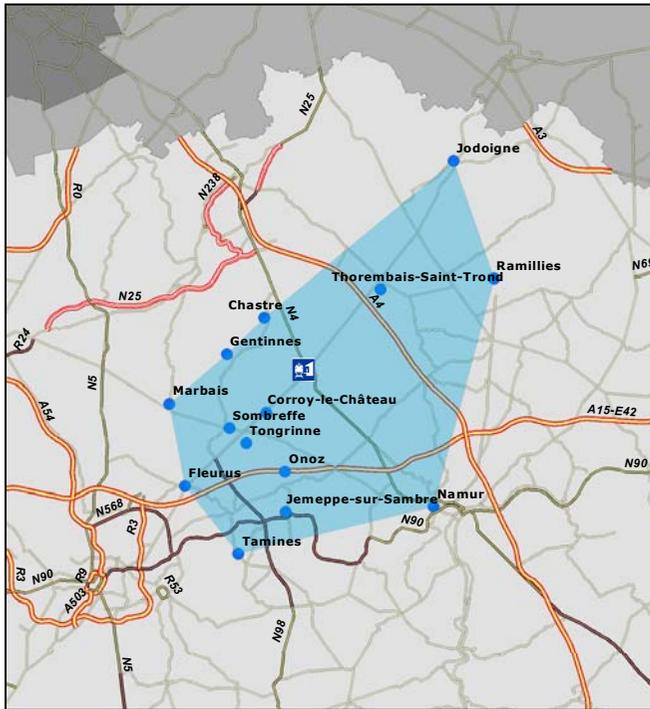 N25
A3
Jodoigne
N238
R0
Ramillies
N69
Thorembais-Saint-Trond
A4
N25
Chastre
N4
R24
Gentinnes
N5
Marbais
Corroy-le-Château
A54
Sombreffe
A15-E42
Tongrinne
Onoz
N90
Fleurus
Jemeppe-sur-Sambre
Namur
N568
R3
N90
Tamines
R3
N90
R9
R53
A503
N98
N5